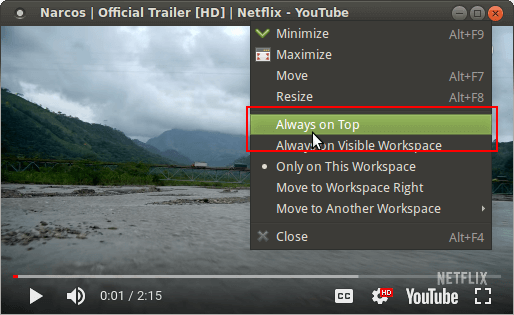 Narcos | Official Trailer [HD] | Netflix - YouTube
Minimize Alt+F9
Maximize
Move Alt+F7
Resize Alt+F8
Always on Top
Always on Visible Workspace
Only on This Workspace
Move to Workspace Right
Move to Another Workspace
Close Alt+F4
NETFLIX
0:01 / 2:15 CC HD YouTube